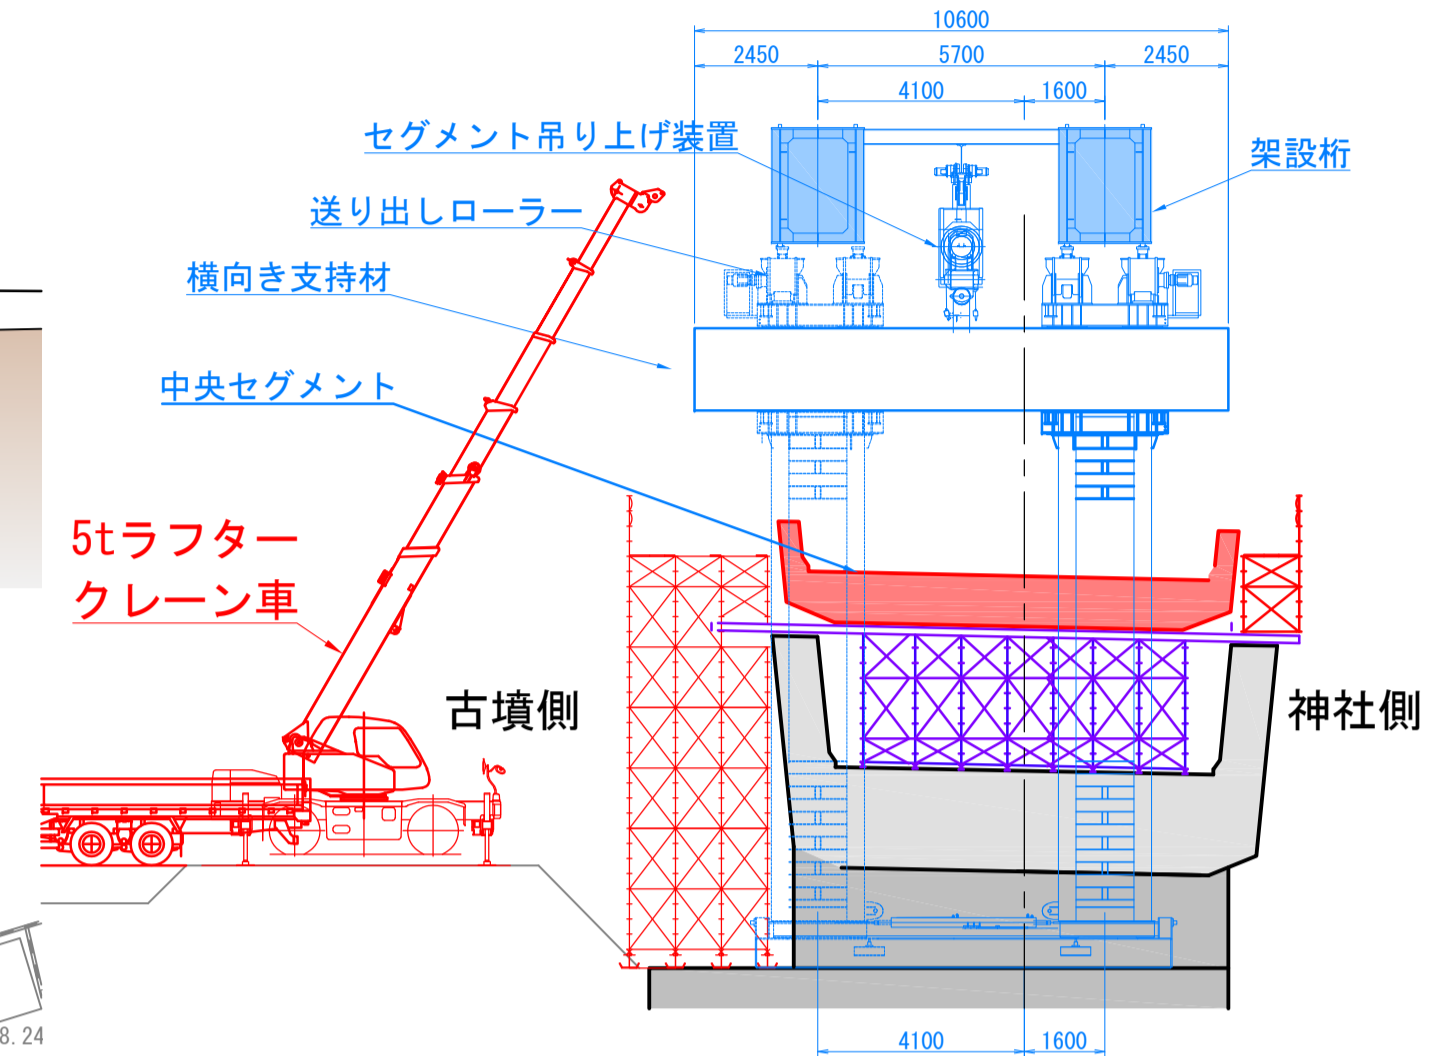 10600
2450 5700 2450
4100 1600
セグメント吊り上げ装置
架設桁
送り出しローラー
横向き支持材
中央セグメント
5tラフター
クレーン車
古墳側
神社側
8.24
4100 1600